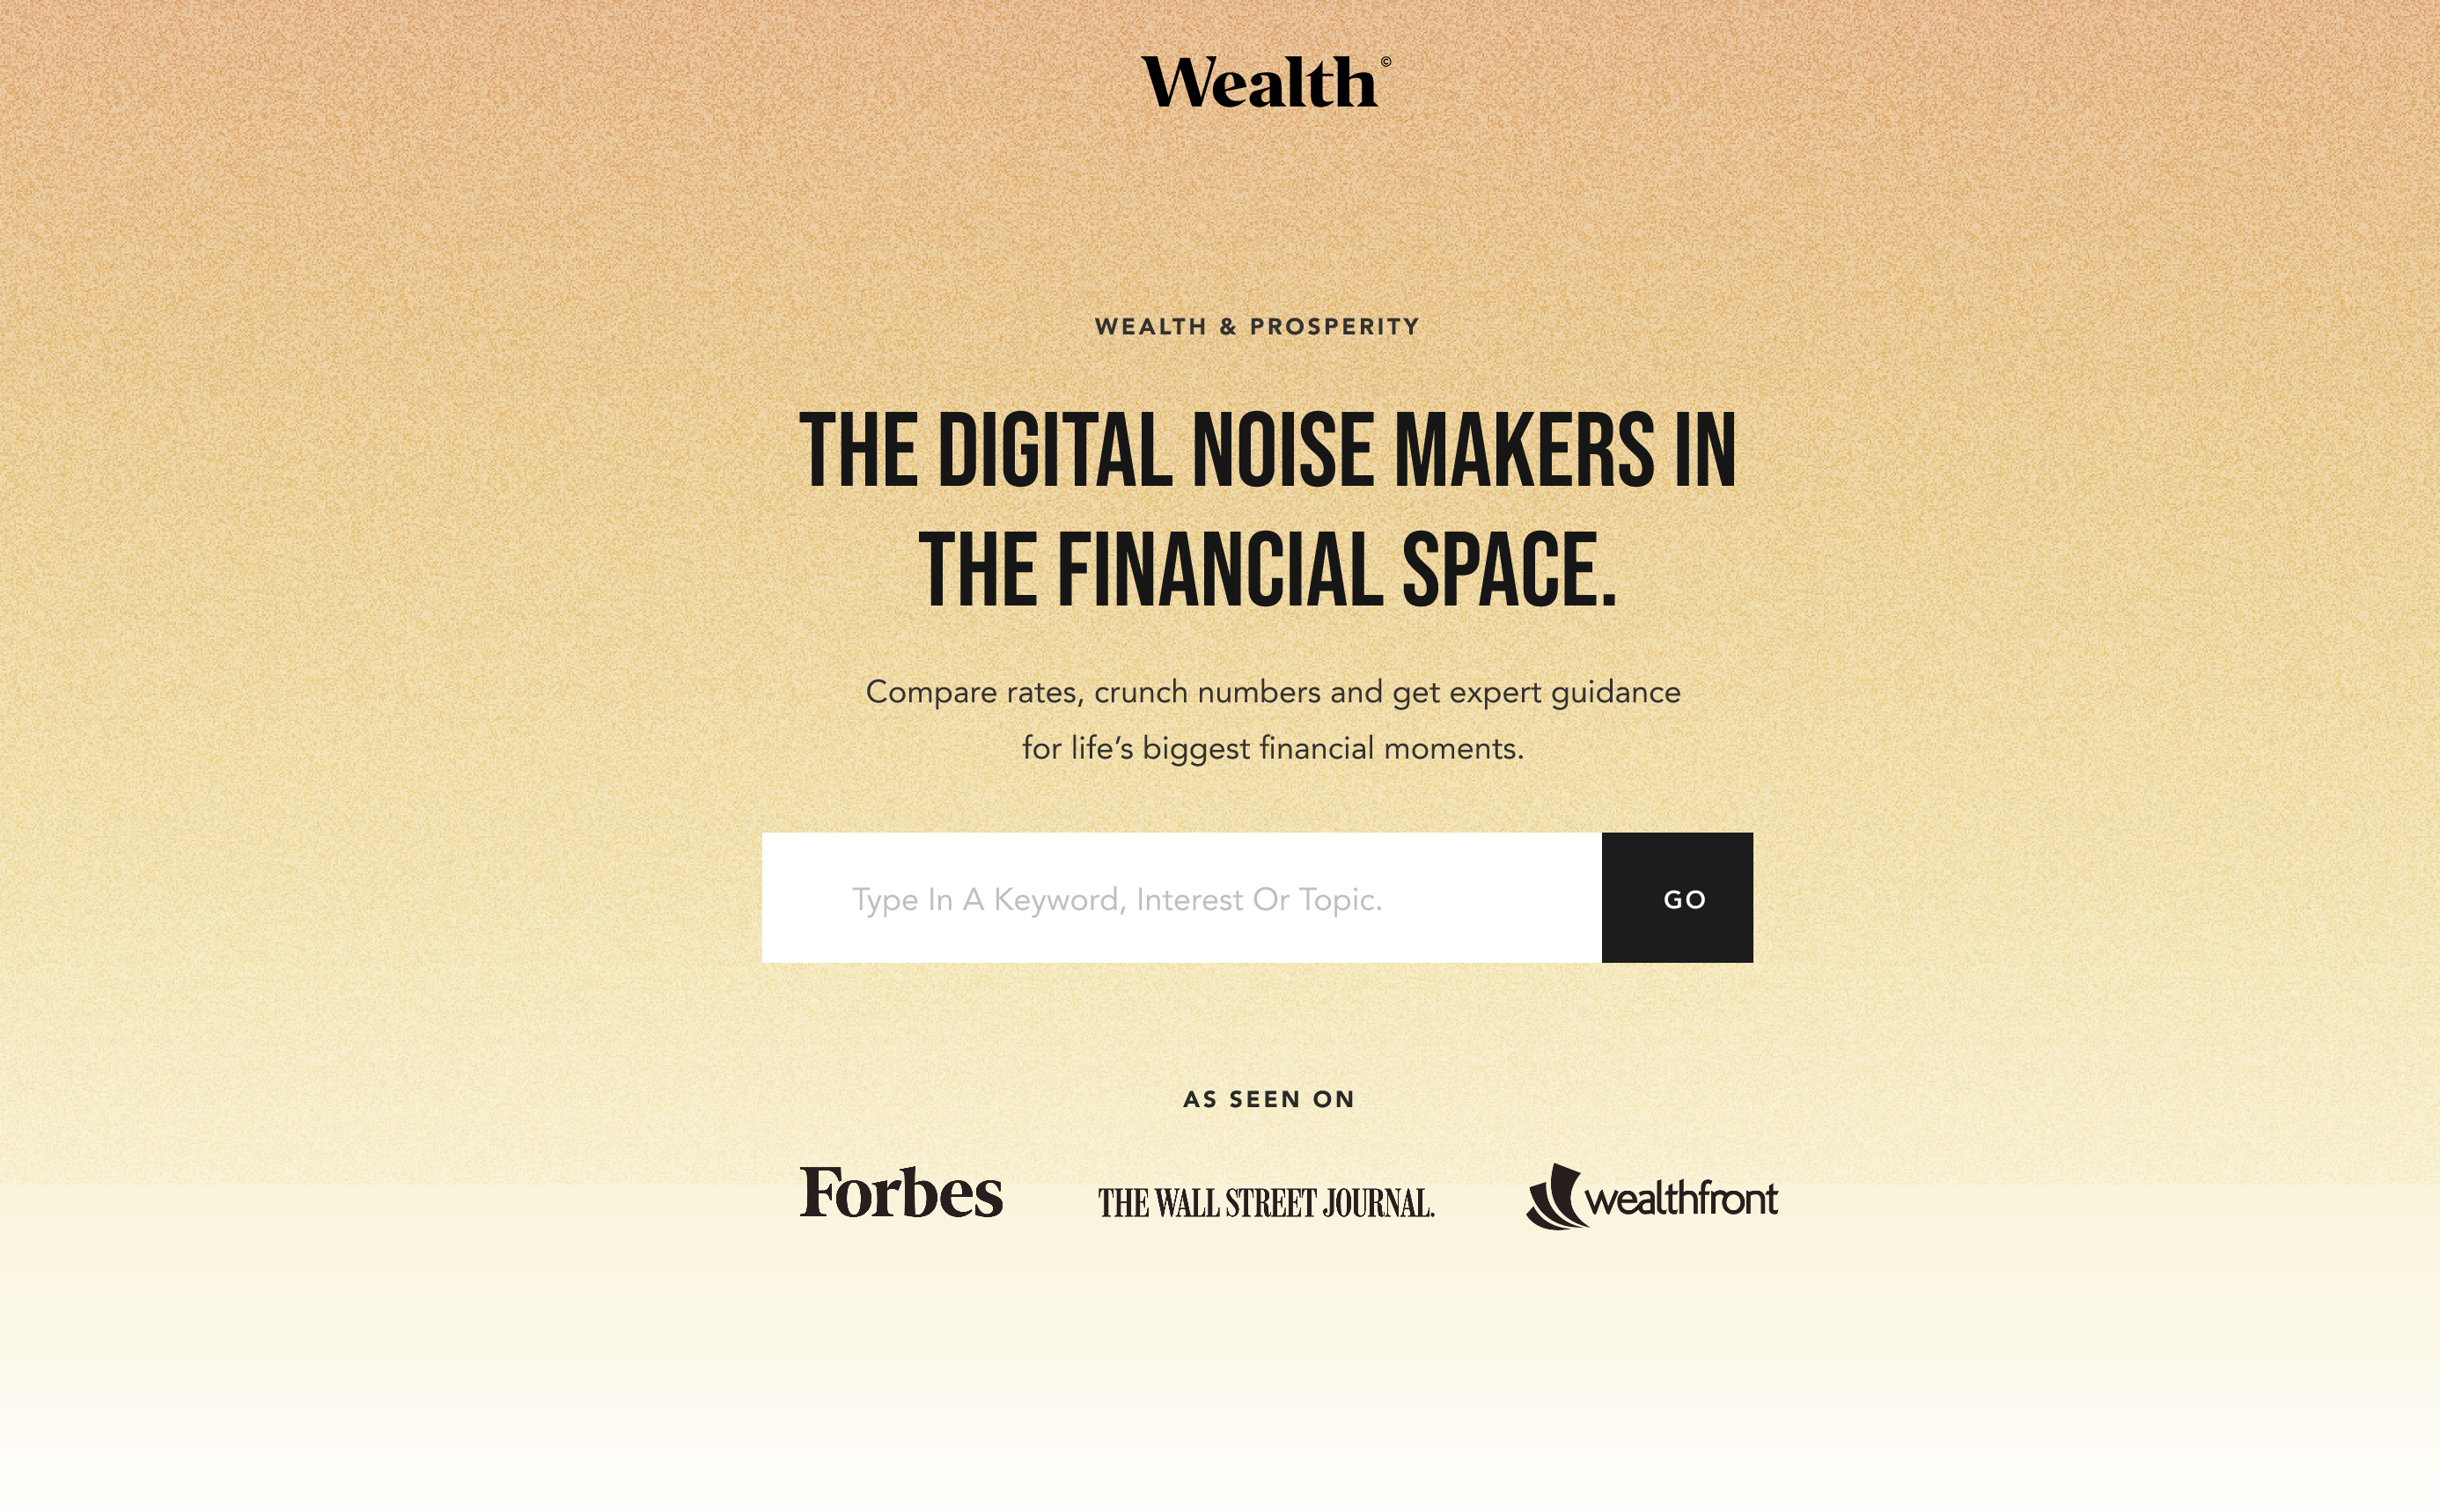 Wealth©
WEALTH & PROSPERITY
THE DIGITAL NOISE MAKERS IN
THE FINANCIAL SPACE.
Compare rates, crunch numbers and get expert guidance
for life’s biggest financial moments.
Type In A Keyword, Interest Or Topic.
GO
AS SEEN ON
Forbes
THE WALL STREET JOURNAL.
wealthfront